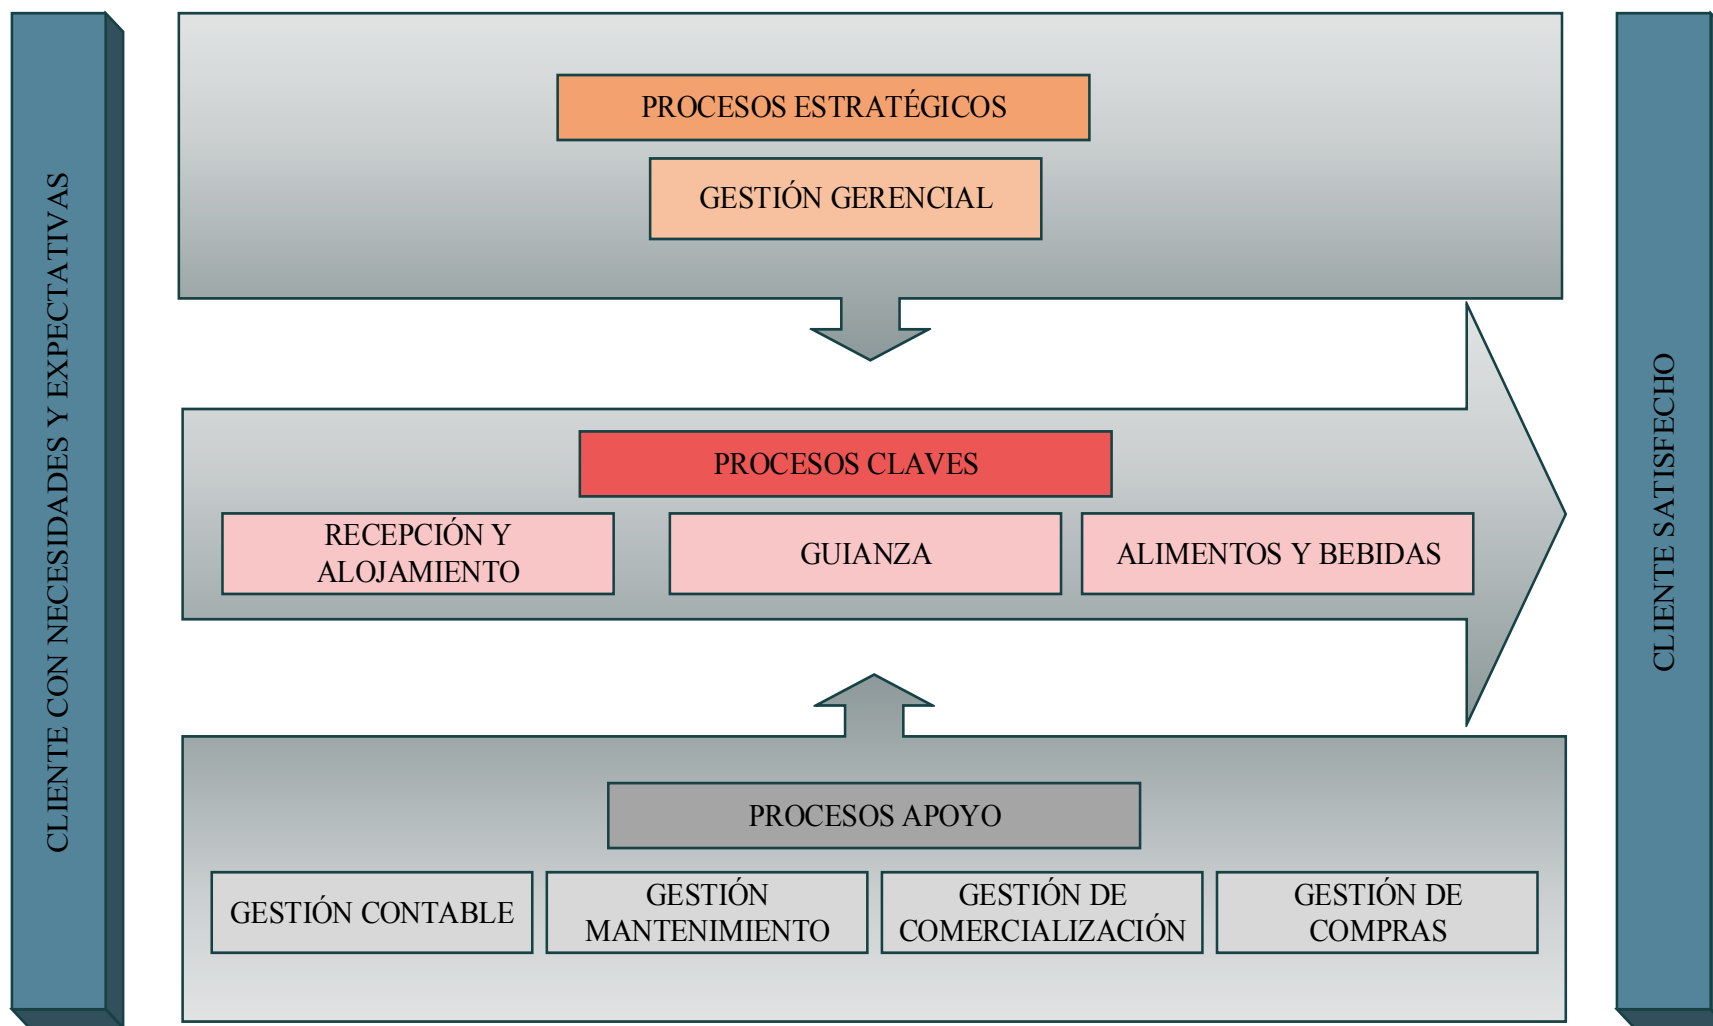 CLIENTE CON NECESIDADES Y EXPECTATIVAS
PROCESOS ESTRATÉGICOS
GESTIÓN GERENCIAL
PROCESOS CLAVES
RECEPCIÓN Y
ALOJAMIENTO
GUIANZA
ALIMENTOS Y BEBIDAS
PROCESOS APOYO
GESTIÓN CONTABLE
GESTIÓN
MANTENIMIENTO
GESTIÓN DE
COMERCIALIZACIÓN
GESTIÓN DE
COMPRAS
CLIENTE SATISFECHO